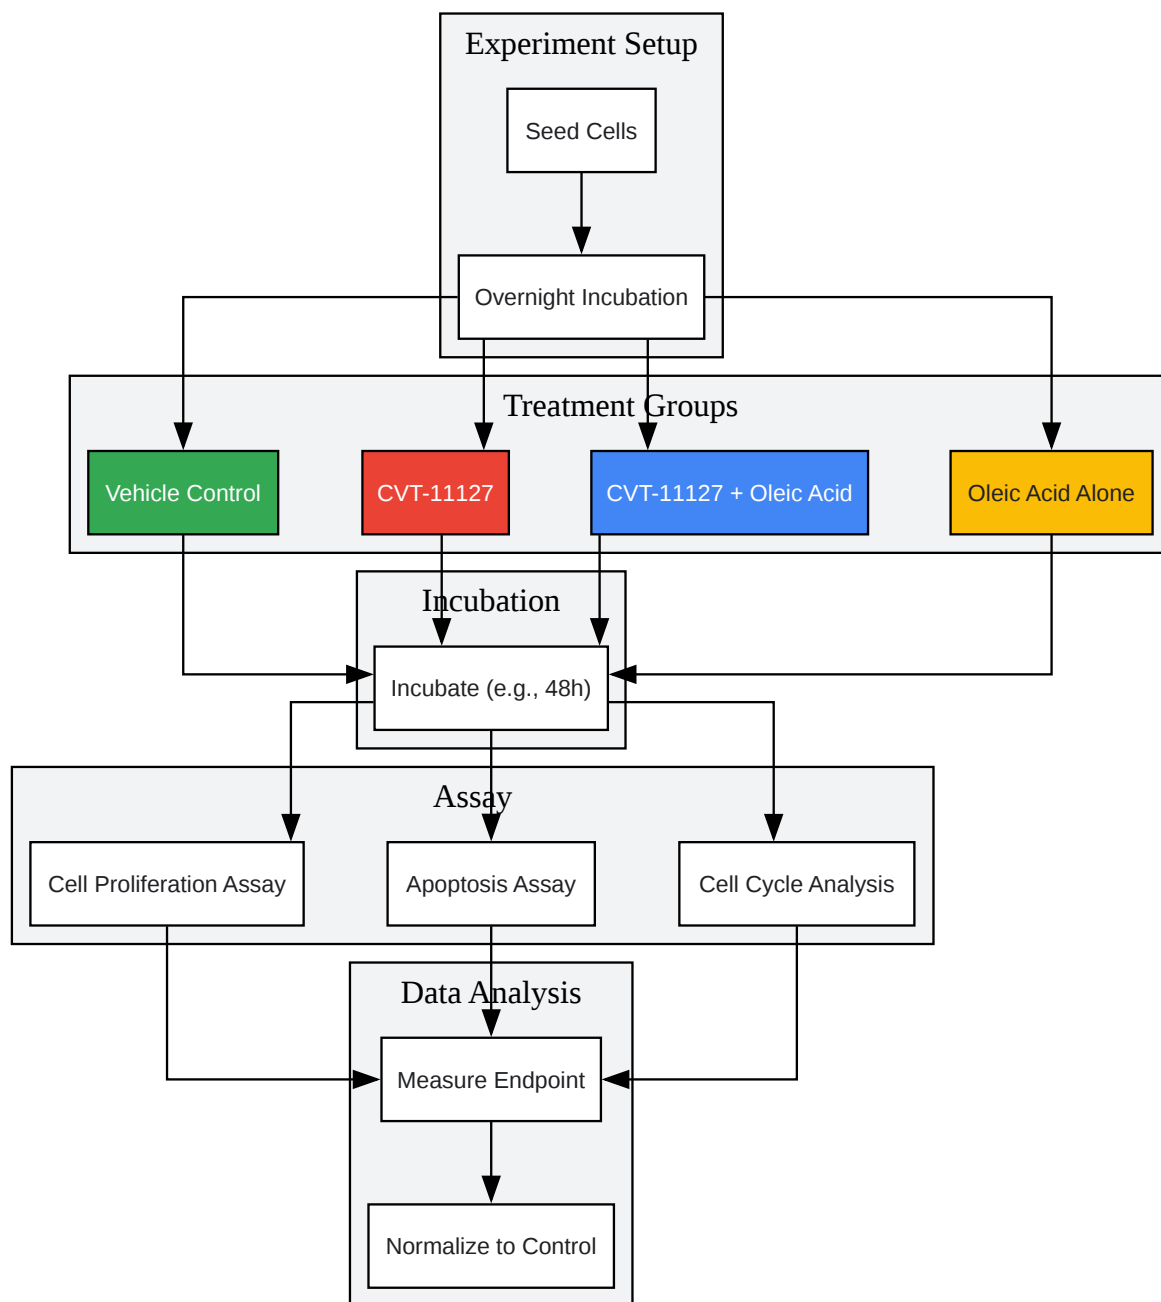 Experiment Setup
Seed Cells
Overnight Incubation
Treatment Groups
Vehicle Control
CVT-11127
CVT-11127 + Oleic Acid
Oleic Acid Alone
Incubation
Incubate (e.g., 48h)
Assay
Cell Proliferation Assay
Apoptosis Assay
Cell Cycle Analysis
Data Analysis
Measure Endpoint
Normalize to Control